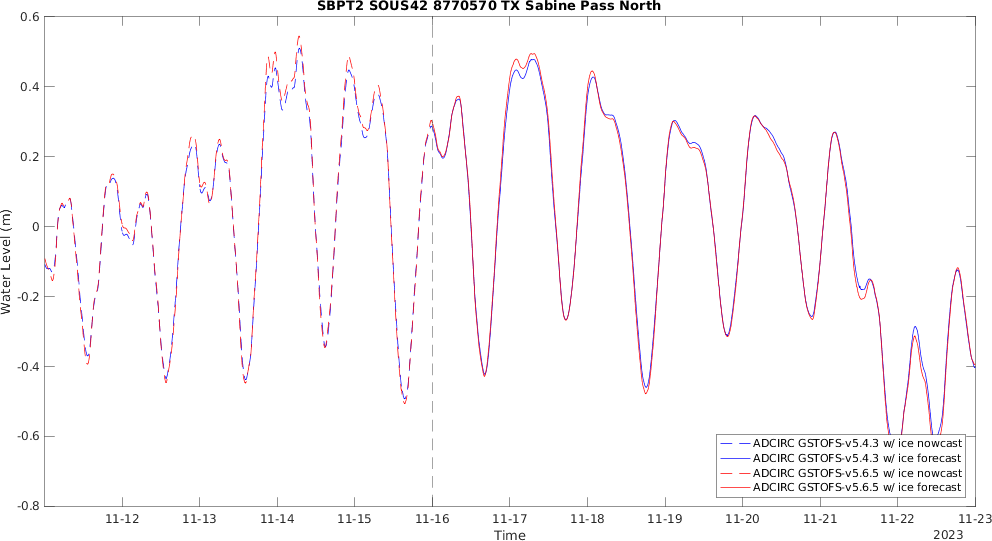 SBPT2 SOUS42 8770570 TX Sabine Pass North
0.6
0.4
0.2
0
-0.2
-0.4
-0.6
-0.8
Water Level (m)
ADCIRC GSTOFS-v5.4.3 w/ ice nowcast
ADCIRC GSTOFS-v5.4.3 w/ ice forecast
ADCIRC GSTOFS-v5.6.5 w/ ice nowcast
ADCIRC GSTOFS-v5.6.5 w/ ice forecast
11-12 11-13 11-14 11-15 11-16 11-17 11-18 11-19 11-20 11-21 11-22 11-23
Time
2023